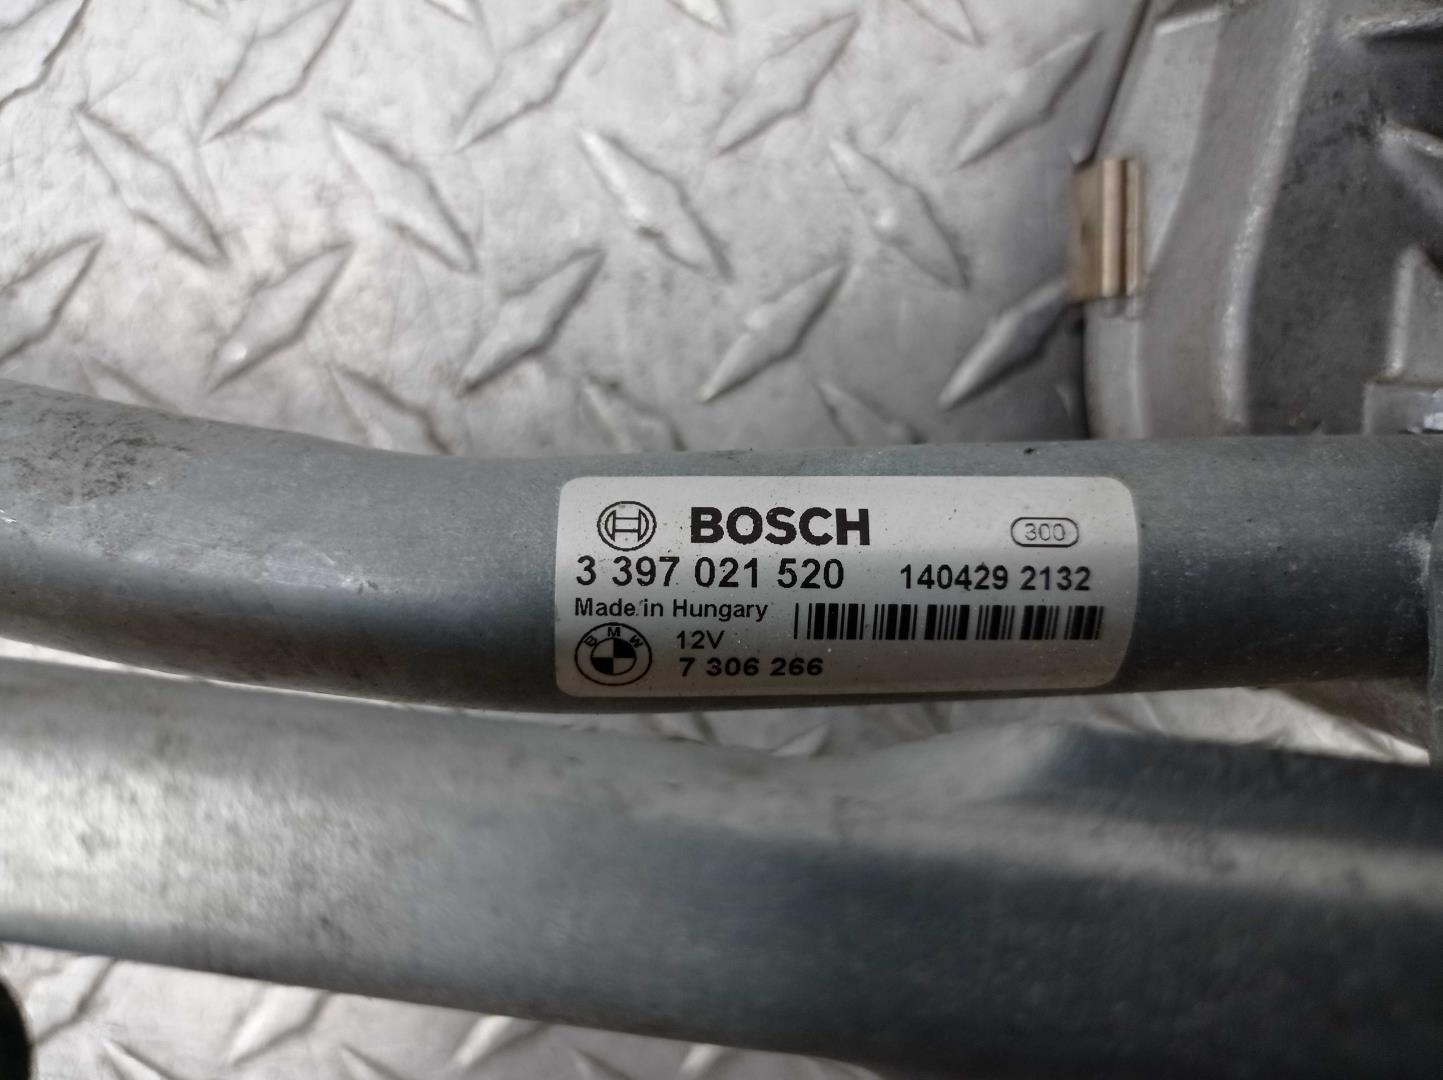 BOSCH 300
3 397 021 520 140429 2132
Made in Hungary
BMW 12V
7 306 266